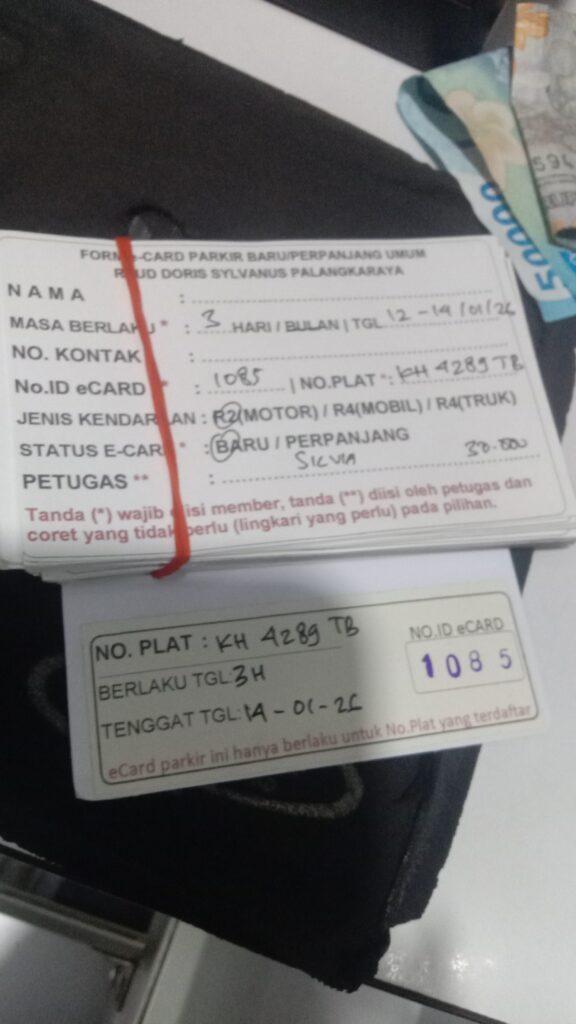 FORM e-CARD PARKIR BARU/PERPANJANG UMUM
RSUD DORIS SYLVANUS PALANGKARAYA
NAMA :
MASA BERLAKU * : 3 HARI / BULAN | TGL 12 - 14 / 01 / 26
NO. KONTAK :
No.ID eCARD * : 1085 | NO.PLAT * : KH 4289 TB
JENIS KENDARAAN : R2(MOTOR) / R4(MOBIL) / R4(TRUK)
STATUS E-CARD * : BARU / PERPANJANG
PETUGAS ** : SILVIA 30.000
Tanda (*) wajib diisi member, tanda (**) diisi oleh petugas dan
coret yang tidak perlu (lingkari yang perlu) pada pilihan.
NO. PLAT : KH 4289 TB
NO.ID eCARD
1085
BERLAKU TGL: 3H
TENGGAT TGL: 14 - 01 - 26
eCard parkir ini hanya berlaku untuk No.Plat yang terdaftar
594
50000